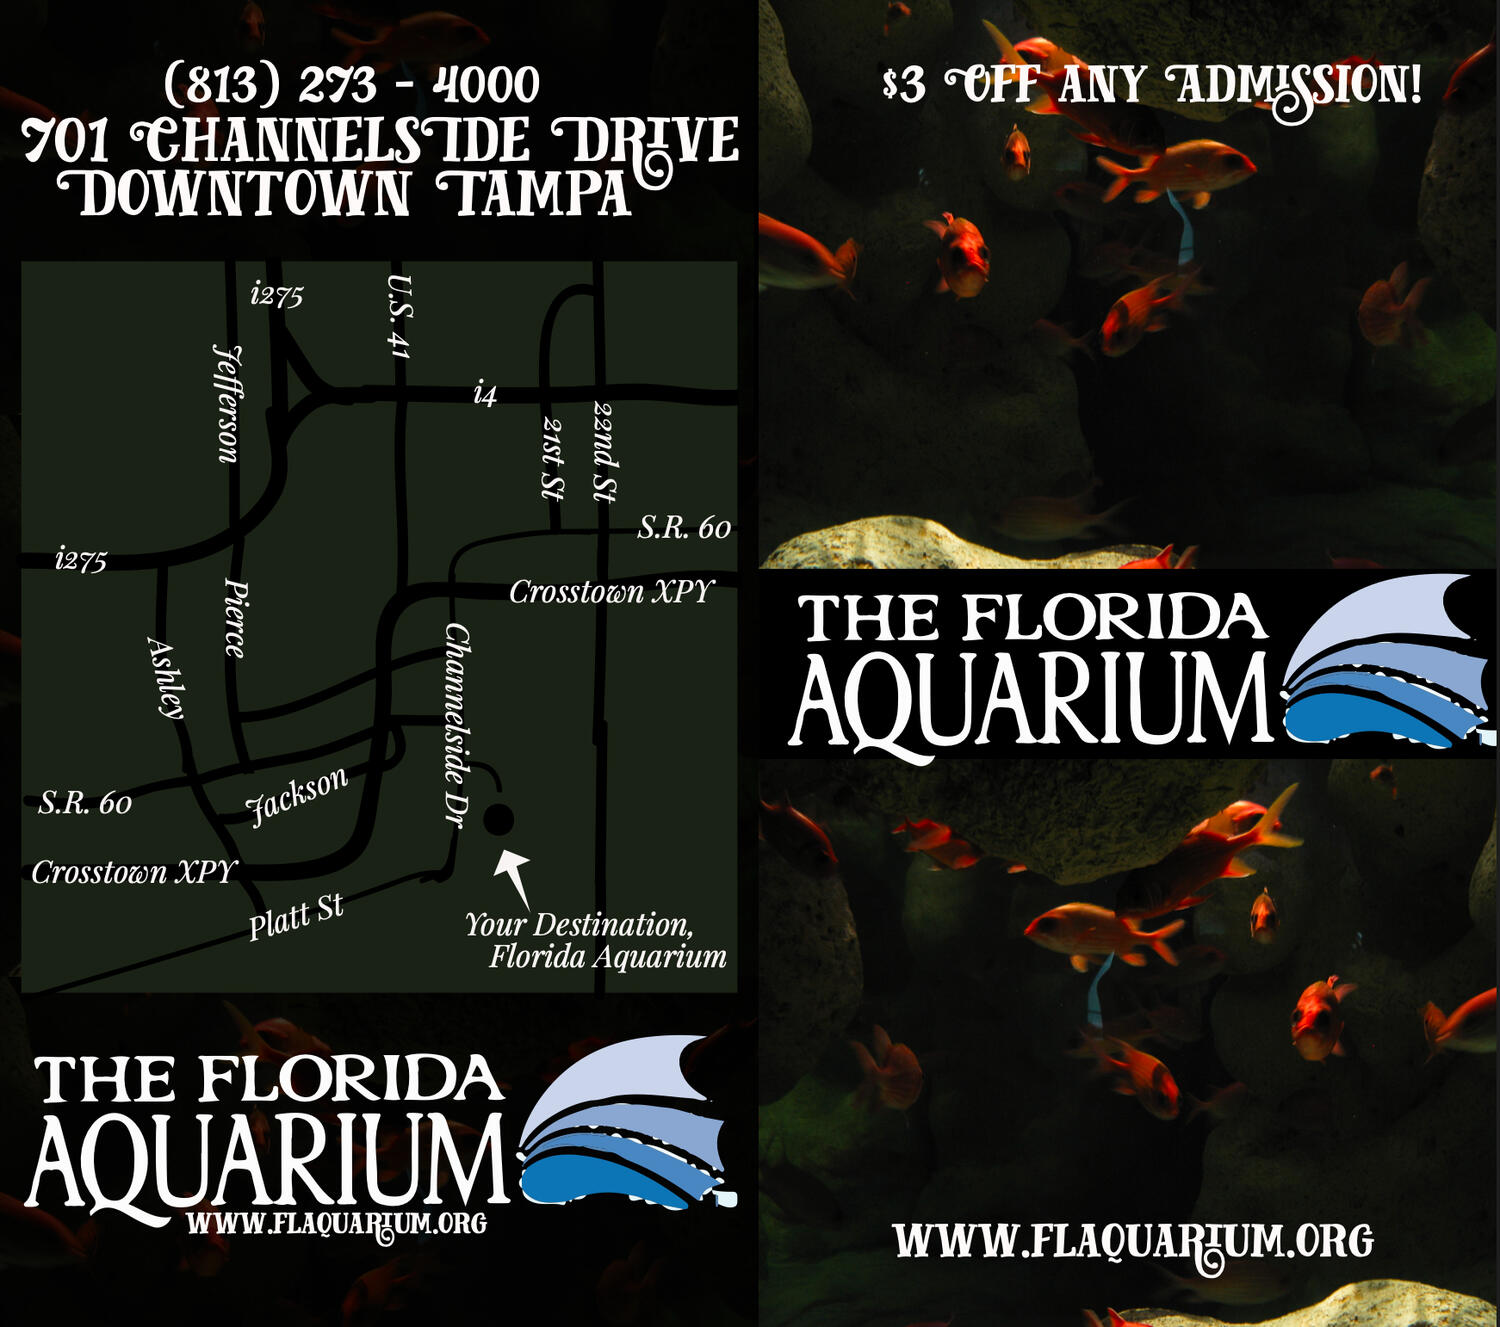 (813) 273 - 4000
701 CHANNELSIDE DRIVE
DOWNTOWN TAMPA
i275
U.S. 41
Jefferson
i4
21st St
22nd St
S.R. 60
i275
Crosstown XPY
Pierce
Ashley
Channelside Dr
S.R. 60
Jackson
Crosstown XPY
Platt St
Your Destination,
Florida Aquarium
THE FLORIDA
AQUARIUM
WWW.FLAQUARIUM.ORG
$3 OFF ANY ADMISSION!
THE FLORIDA
AQUARIUM
WWW.FLAQUARIUM.ORG